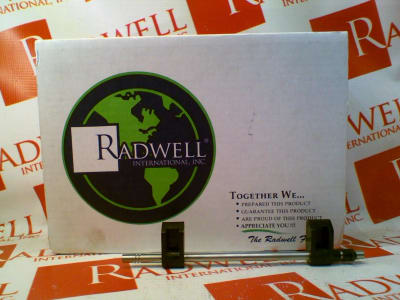 RADWELL®
INTERNATIONAL, INC.
TOGETHER WE...
• PREPARED THIS PRODUCT
• GUARANTEE THIS PRODUCT
• ARE PROUD OF THIS PRODUCT
• APPRECIATE YOU!!!
The Radwell F